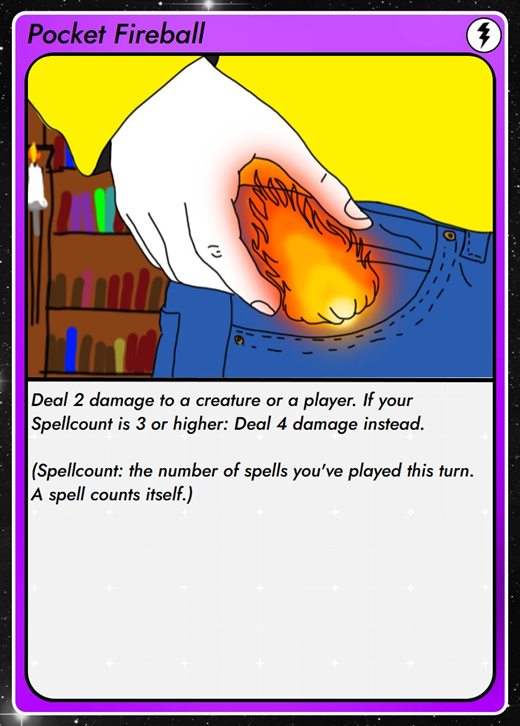 Pocket Fireball
Deal 2 damage to a creature or a player. If your
Spellcount is 3 or higher: Deal 4 damage instead.
(Spellcount: the number of spells you've played this turn.
A spell counts itself.)